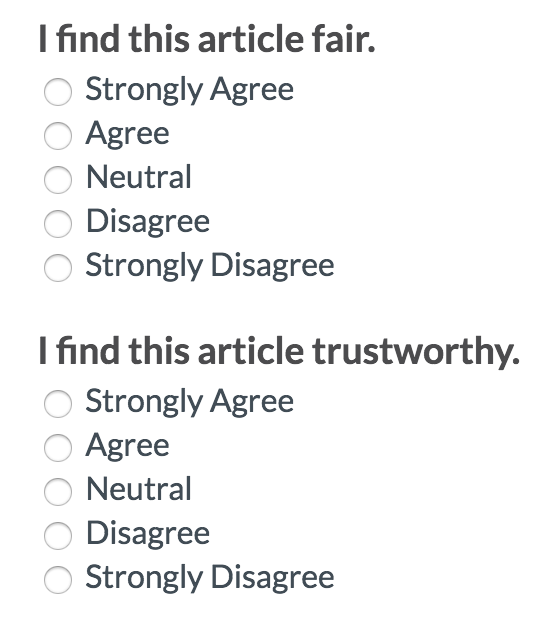 I find this article fair.
Strongly Agree
Agree
Neutral
Disagree
Strongly Disagree
I find this article trustworthy.
Strongly Agree
Agree
Neutral
Disagree
Strongly Disagree